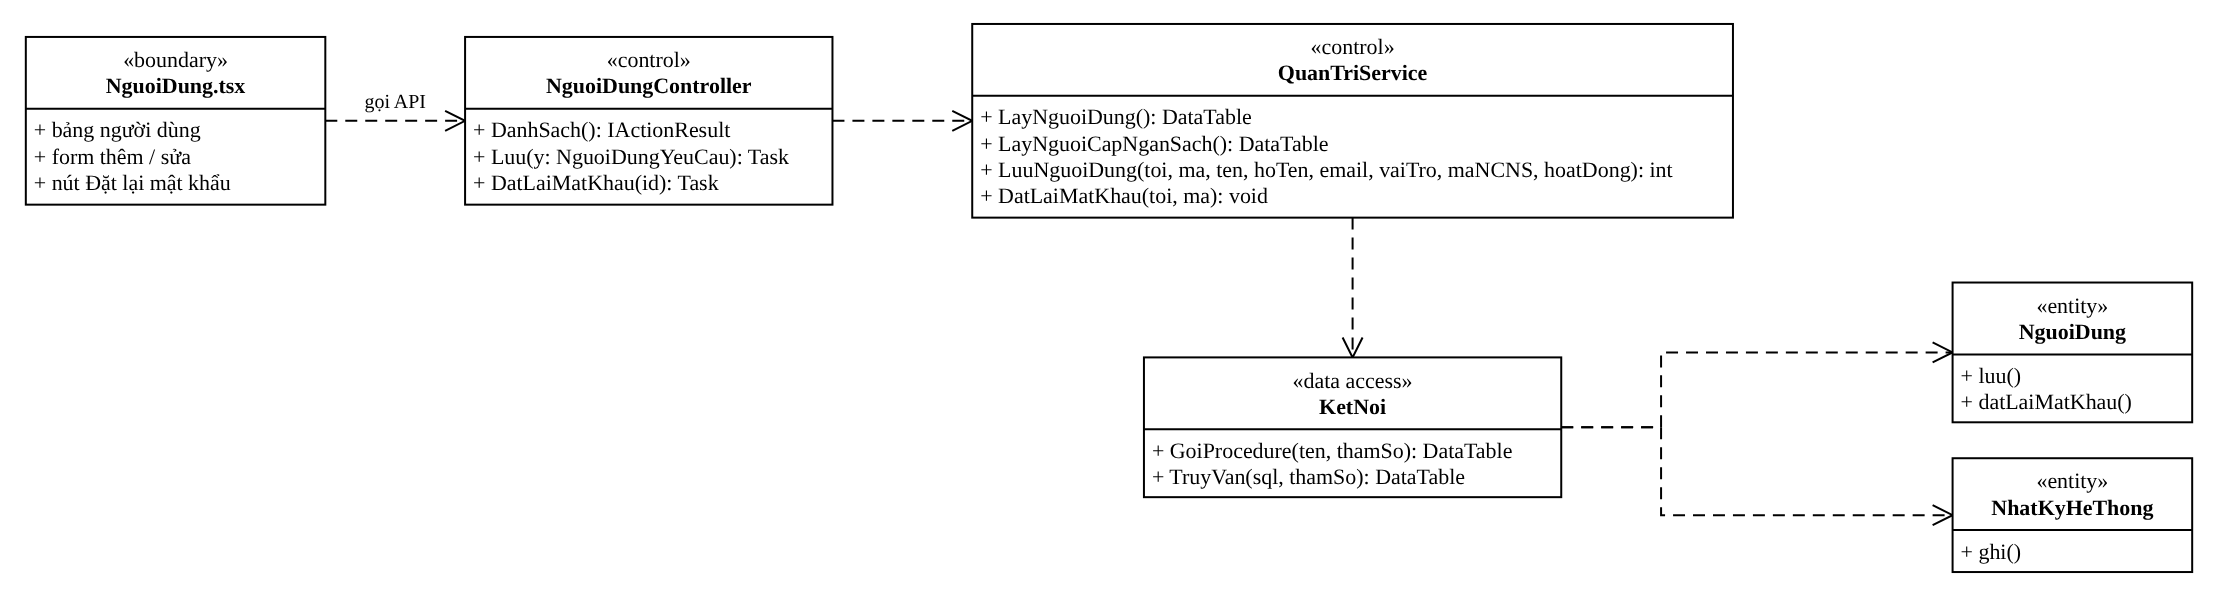 «boundary»
NguoiDung.tsx
+ bảng người dùng
+ form thêm / sửa
+ nút Đặt lại mật khẩu
gọi API
«control»
NguoiDungController
+ DanhSach(): IActionResult
+ Luu(y: NguoiDungYeuCau): Task
+ DatLaiMatKhau(id): Task
«control»
QuanTriService
+ LayNguoiDung(): DataTable
+ LayNguoiCapNganSach(): DataTable
+ LuuNguoiDung(toi, ma, ten, hoTen, email, vaiTro, maNCNS, hoatDong): int
+ DatLaiMatKhau(toi, ma): void
«data access»
KetNoi
+ GoiProcedure(ten, thamSo): DataTable
+ TruyVan(sql, thamSo): DataTable
«entity»
NguoiDung
+ luu()
+ datLaiMatKhau()
«entity»
NhatKyHeThong
+ ghi()